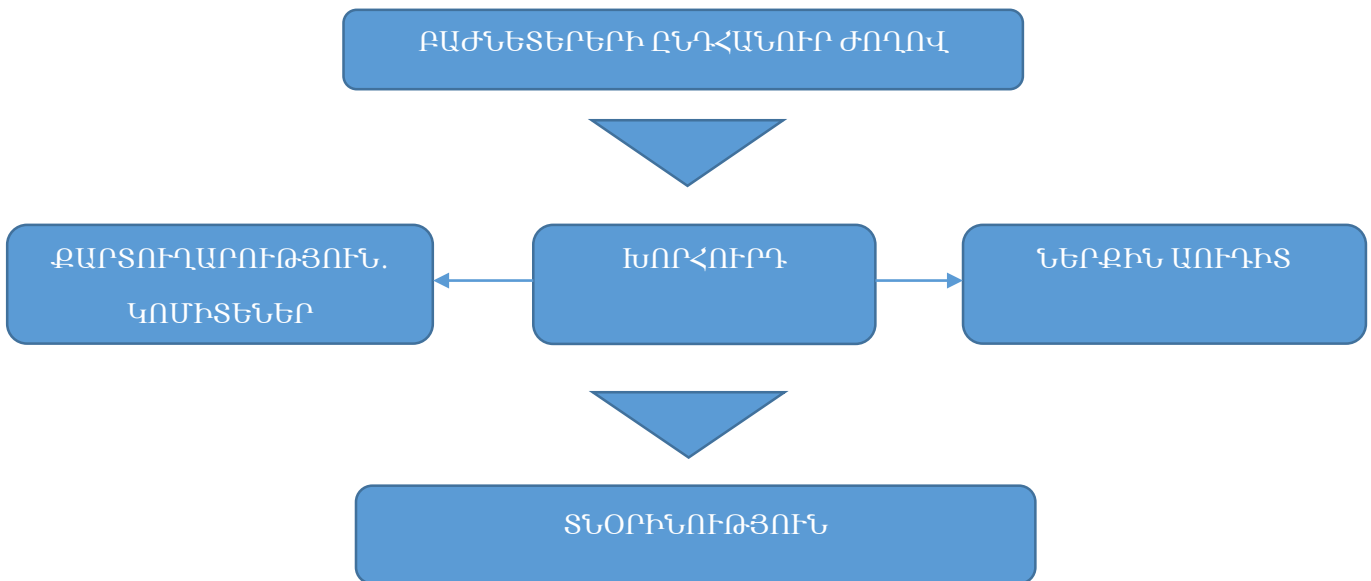 ԲԱԺՆԵՏԵՐԵՐԻ ԸՆԴՀԱՆՈՒՐ ԺՈՂՈՎ
ՔԱՐՏՈՒՂԱՐՈՒԹՅՈՒՆ.
ԿՈՄԻՏԵՆԵՐ
ԽՈՐՀՈՒՐԴ
ՆԵՐՔԻՆ ԱՈՒԴԻՏ
ՏՆՕՐԻՆՈՒԹՅՈՒՆ